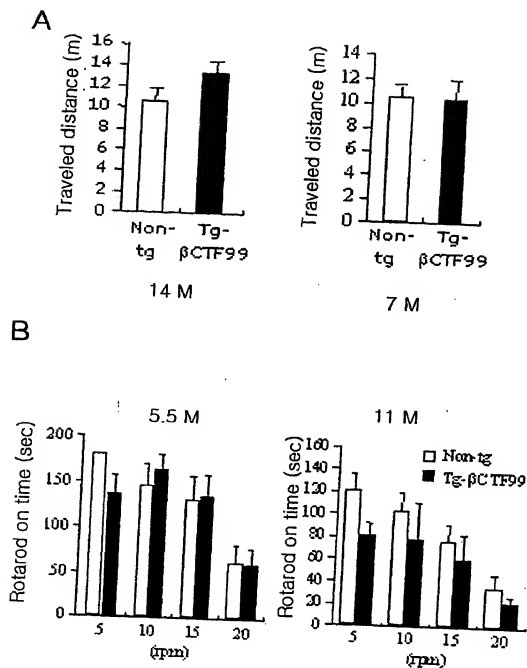 A
Traveled distance (m)
16
14
12
10
8
6
4
2
0
Non-
tg
Tg-
βCTF99
14 M
Traveled distance (m)
14
12
10
8
6
4
2
0
Non-
tg
Tg-
βCTF99
7 M
B
5.5 M
Rotarod on time (sec)
200
150
100
50
0
5
10
15
20
(rpm)
11 M
Rotarod on time (sec)
160
140
120
100
80
60
40
20
0
Non-tg
Tg-βCTF99
5
10
15
20
(rpm)